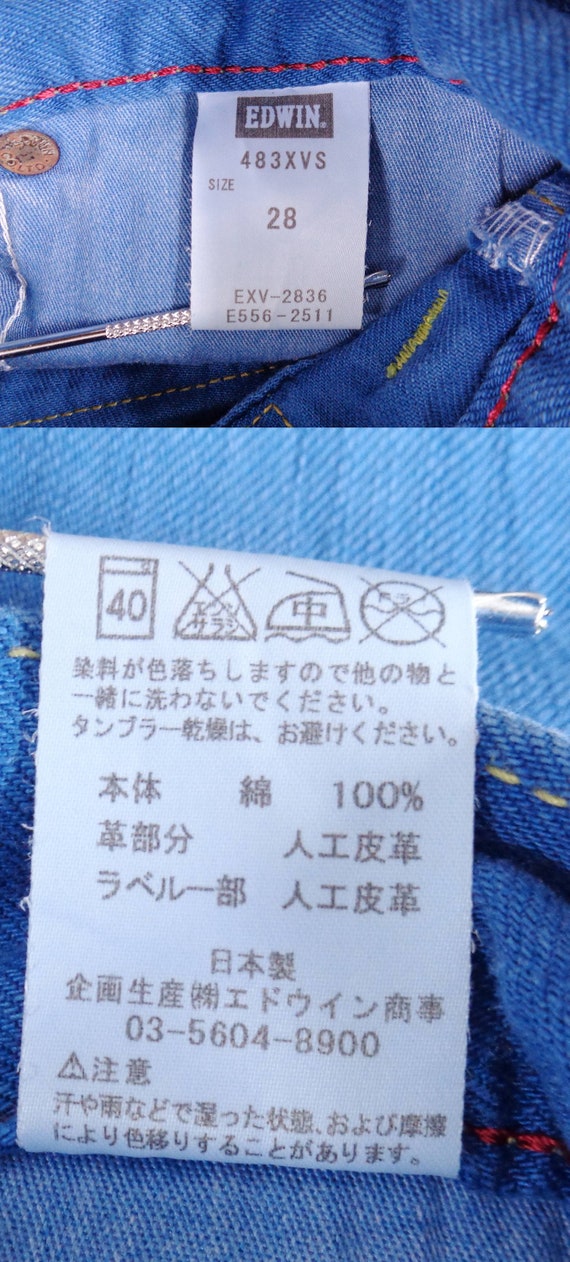 EDWIN.
483XVS
SIZE
28
EXV-2836
E556-2511
40
エンソ
サラシ
中
染料が色落ちしますので他の物と
一緒に洗わないでください。
タンブラー乾燥は、お避けください。
本体 綿 100%
革部分 人工皮革
ラベル一部 人工皮革
日本製
企画生産㈱エドウイン商事
03-5604-8900
⚠注意
汗や雨などで湿った状態、および摩擦
により色移りすることがあります。